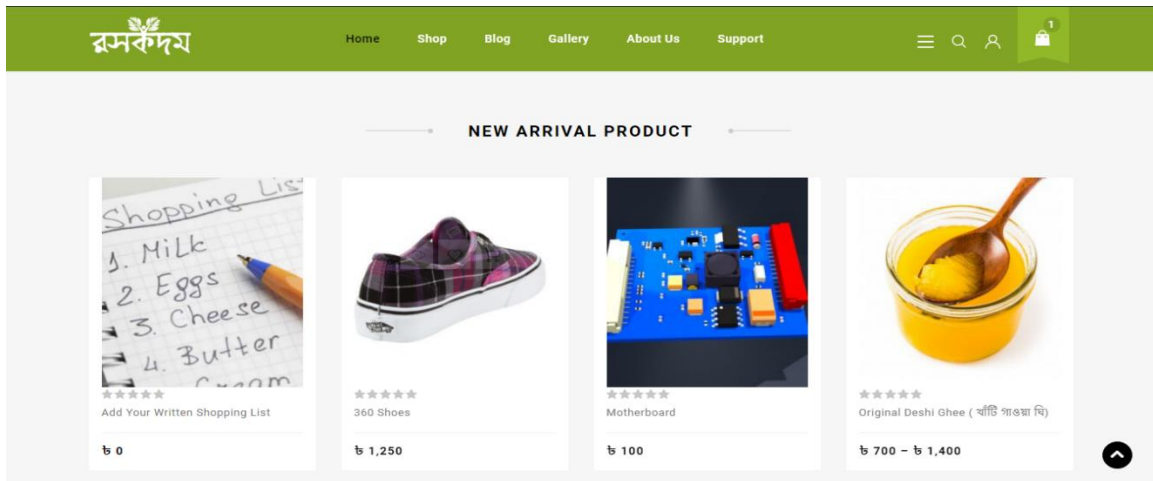 রসকদম
Home Shop Blog Gallery About Us Support
1
NEW ARRIVAL PRODUCT
Shopping List
1. Milk
2. Eggs
3. Cheese
4. Butter
Cream
Add Your Written Shopping List
৳ 0
360 Shoes
৳ 1,250
Motherboard
৳ 100
Original Deshi Ghee ( খাঁটি গাওয়া ঘি)
৳ 700 – ৳ 1,400